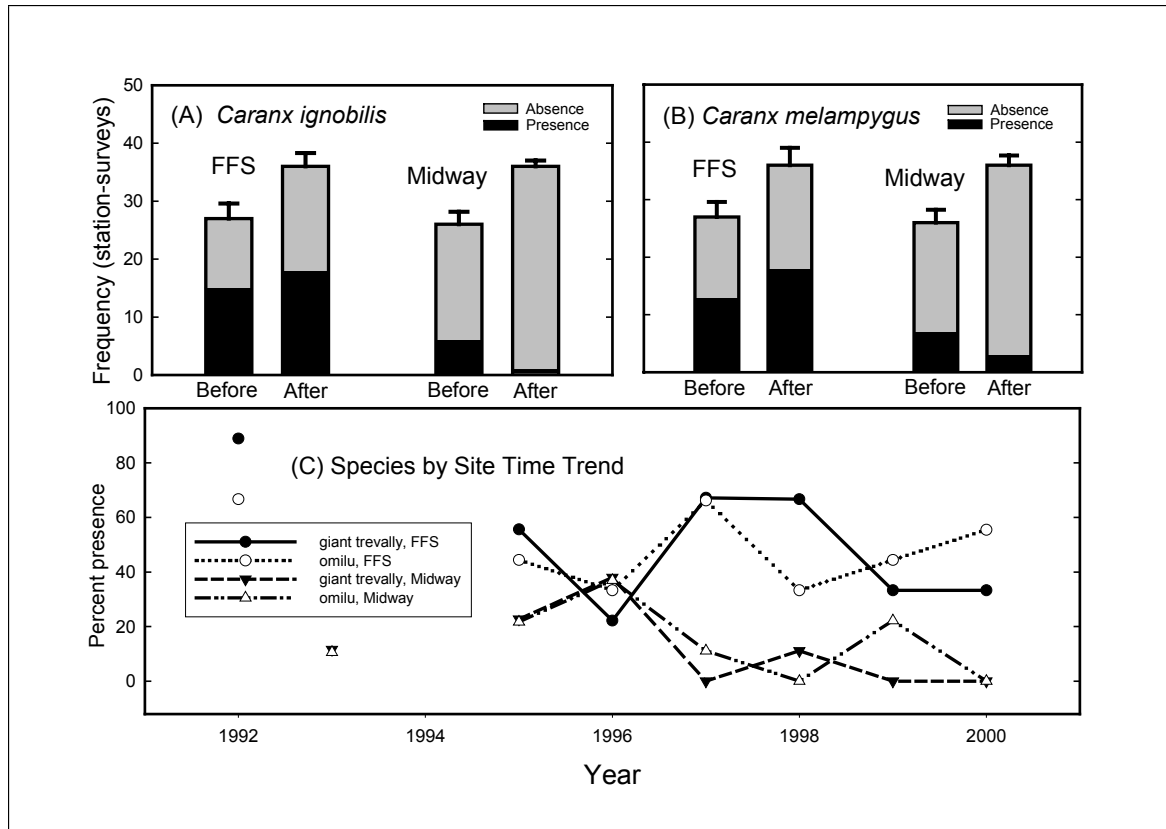 50
40
30
20
10
0
Frequency (station-surveys)
(A) Caranx ignobilis
Absence
Presence
FFS
Midway
Before After Before After
(B) Caranx melampygus
Absence
Presence
FFS
Midway
Before After Before After
100
80
60
40
20
0
Percent presence
(C) Species by Site Time Trend
giant trevally, FFS
omilu, FFS
giant trevally, Midway
omilu, Midway
1992 1994 1996 1998 2000
Year